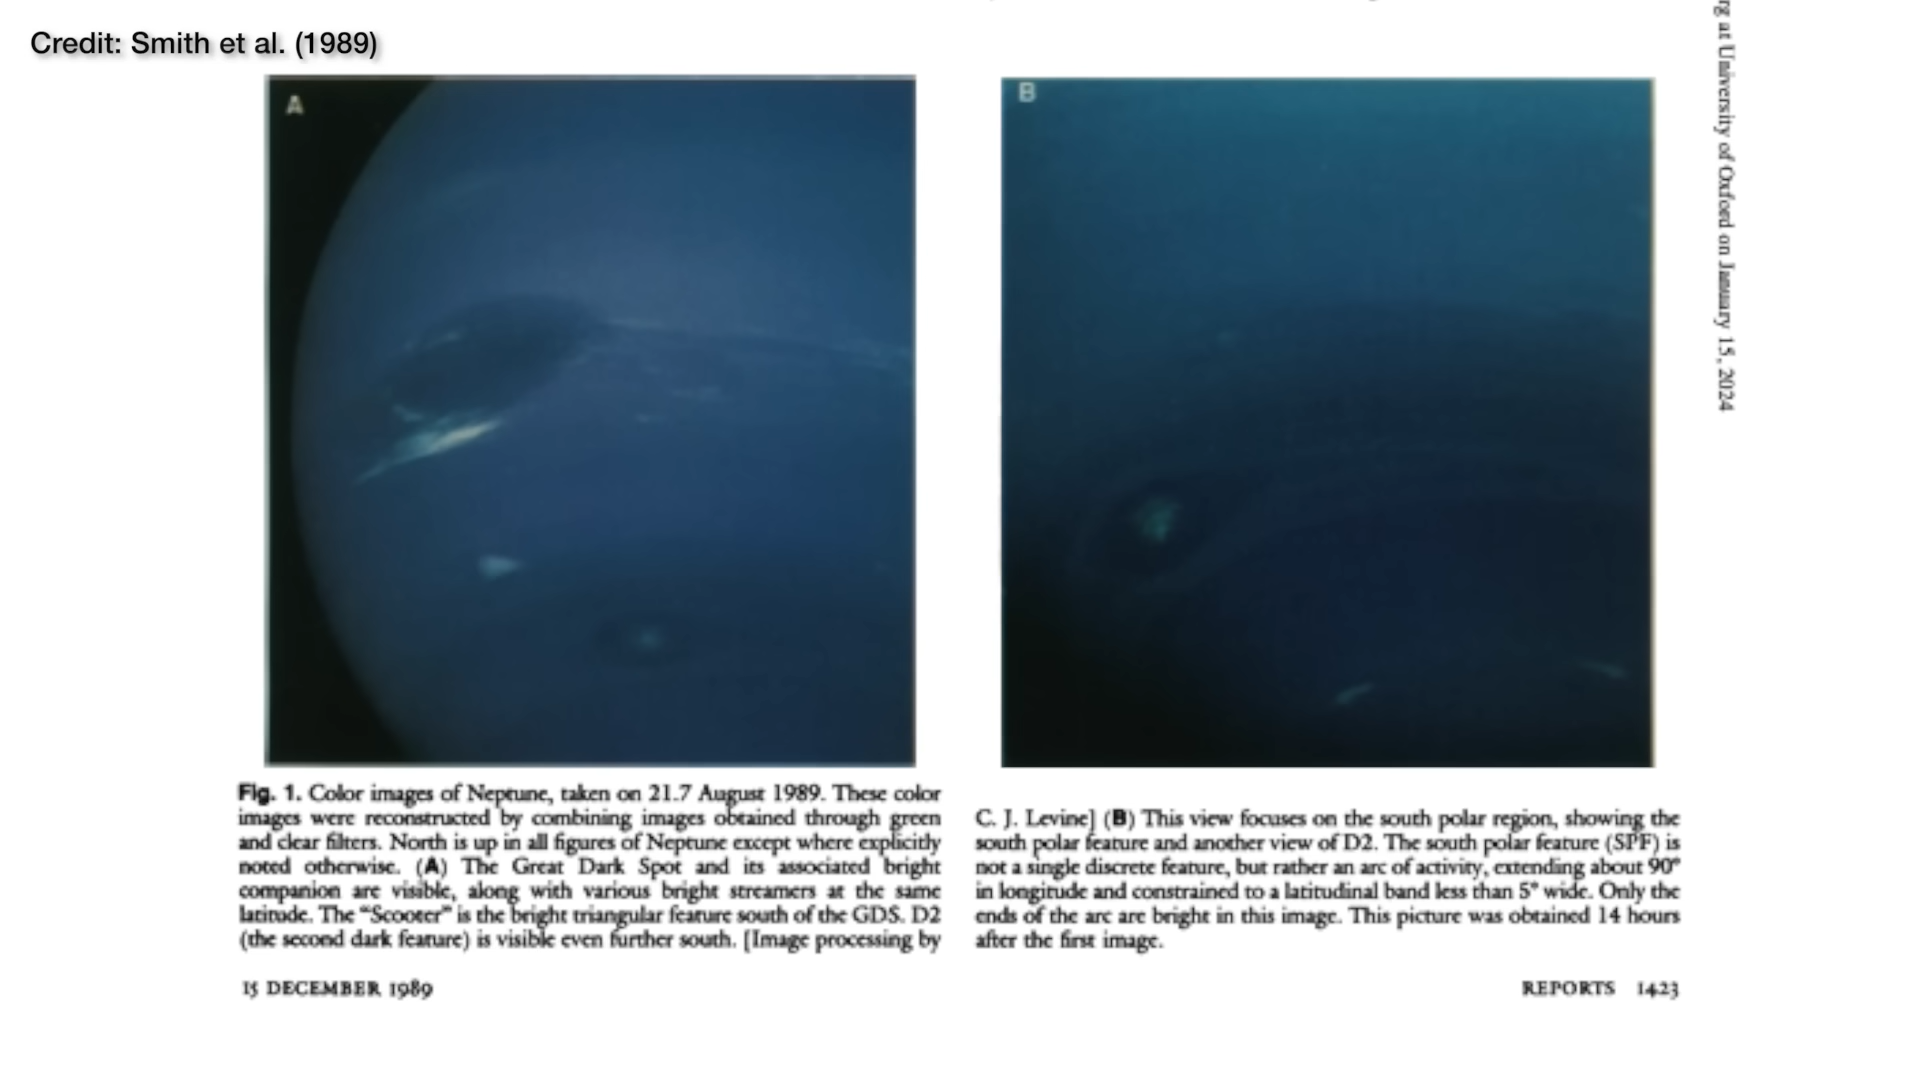 Credit: Smith et al. (1989)
A
B
rg at University of Oxford on January 15, 2024
Fig. 1. Color images of Neptune, taken on 21.7 August 1989. These color
images were reconstructed by combining images obtained through green
and clear filters. North is up in all figures of Neptune except where explicitly
noted otherwise. (A) The Great Dark Spot and its associated bright
companion are visible, along with various bright streamers at the same
latitude. The “Scooter” is the bright triangular feature south of the GDS. D2
(the second dark feature) is visible even further south. [Image processing by
C. J. Levine] (B) This view focuses on the south polar region, showing the
south polar feature and another view of D2. The south polar feature (SPF) is
not a single discrete feature, but rather an arc of activity, extending about 90°
in longitude and constrained to a latitudinal band less than 5° wide. Only the
ends of the arc are bright in this image. This picture was obtained 14 hours
after the first image.
15 DECEMBER 1989
REPORTS 1423